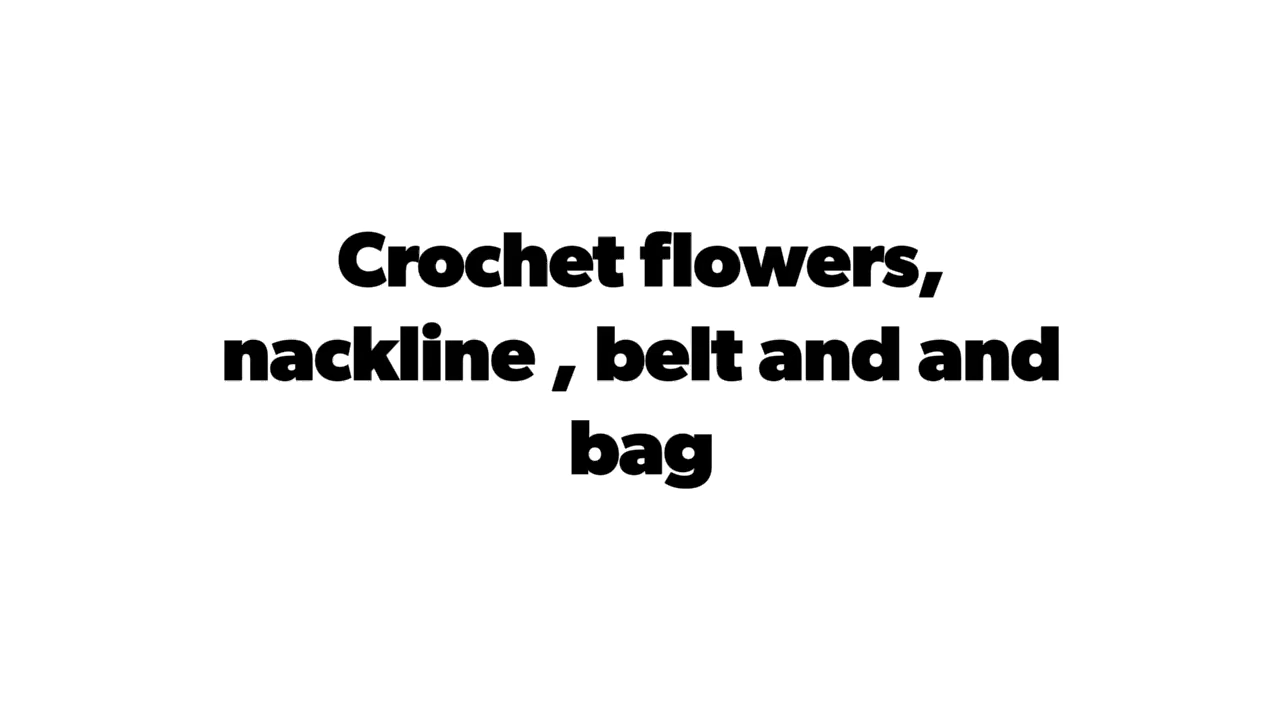 Crochet flowers,
nackline , belt and and
bag